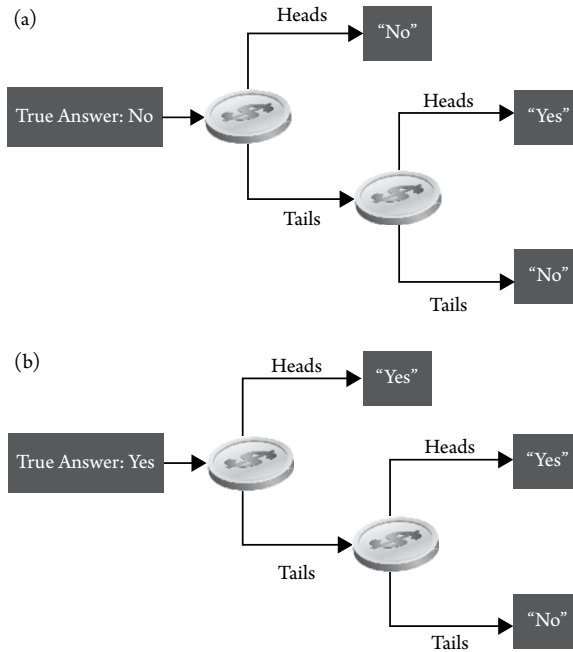 (a)
Heads
“No”
True Answer: No
Heads
“Yes”
Tails
“No”
Tails
(b)
Heads
“Yes”
True Answer: Yes
Heads
“Yes”
Tails
“No”
Tails